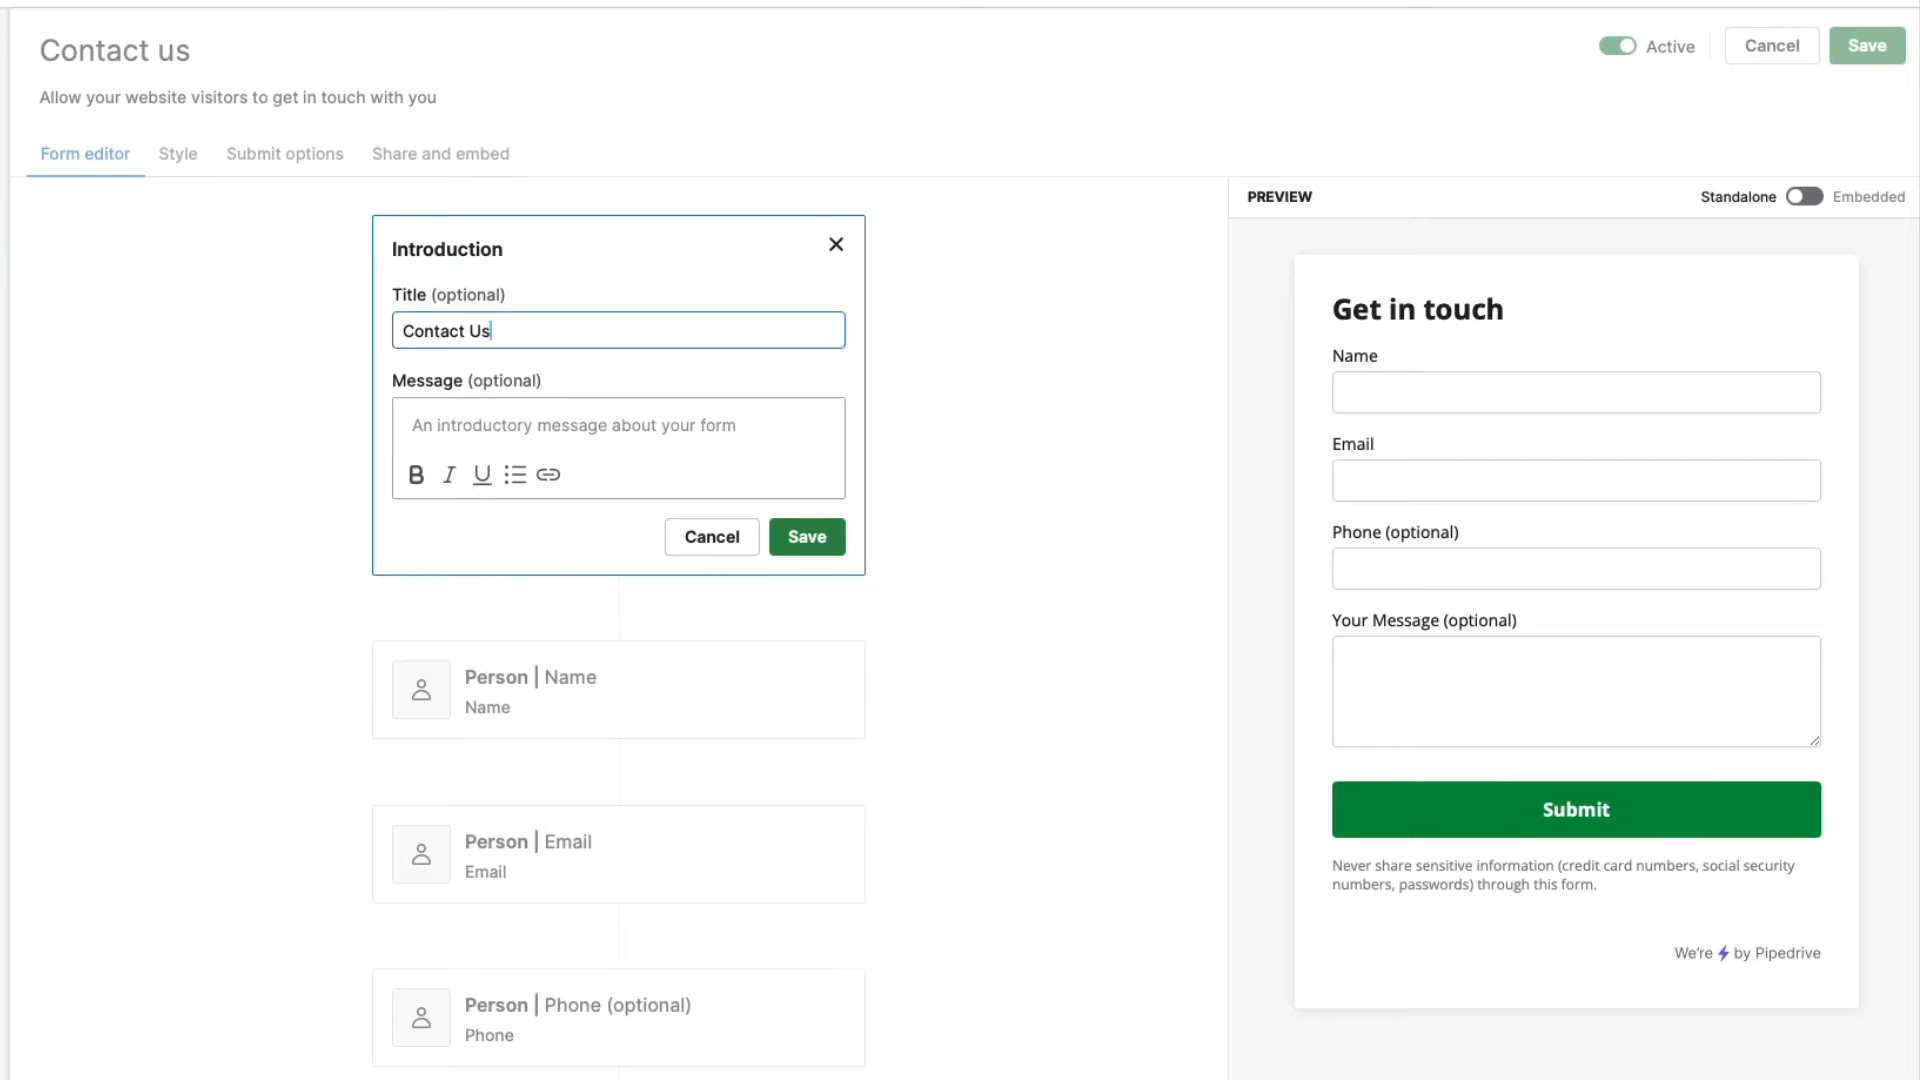 Contact us
Active
Cancel
Save
Allow your website visitors to get in touch with you
Form editor
Style
Submit options
Share and embed
Introduction
Title (optional)
Contact Us
Message (optional)
An introductory message about your form
B I U
Cancel
Save
Person | Name
Name
Person | Email
Email
Person | Phone (optional)
Phone
PREVIEW
Standalone
Embedded
Get in touch
Name
Email
Phone (optional)
Your Message (optional)
Submit
Never share sensitive information (credit card numbers, social security
numbers, passwords) through this form.
We're by Pipedrive